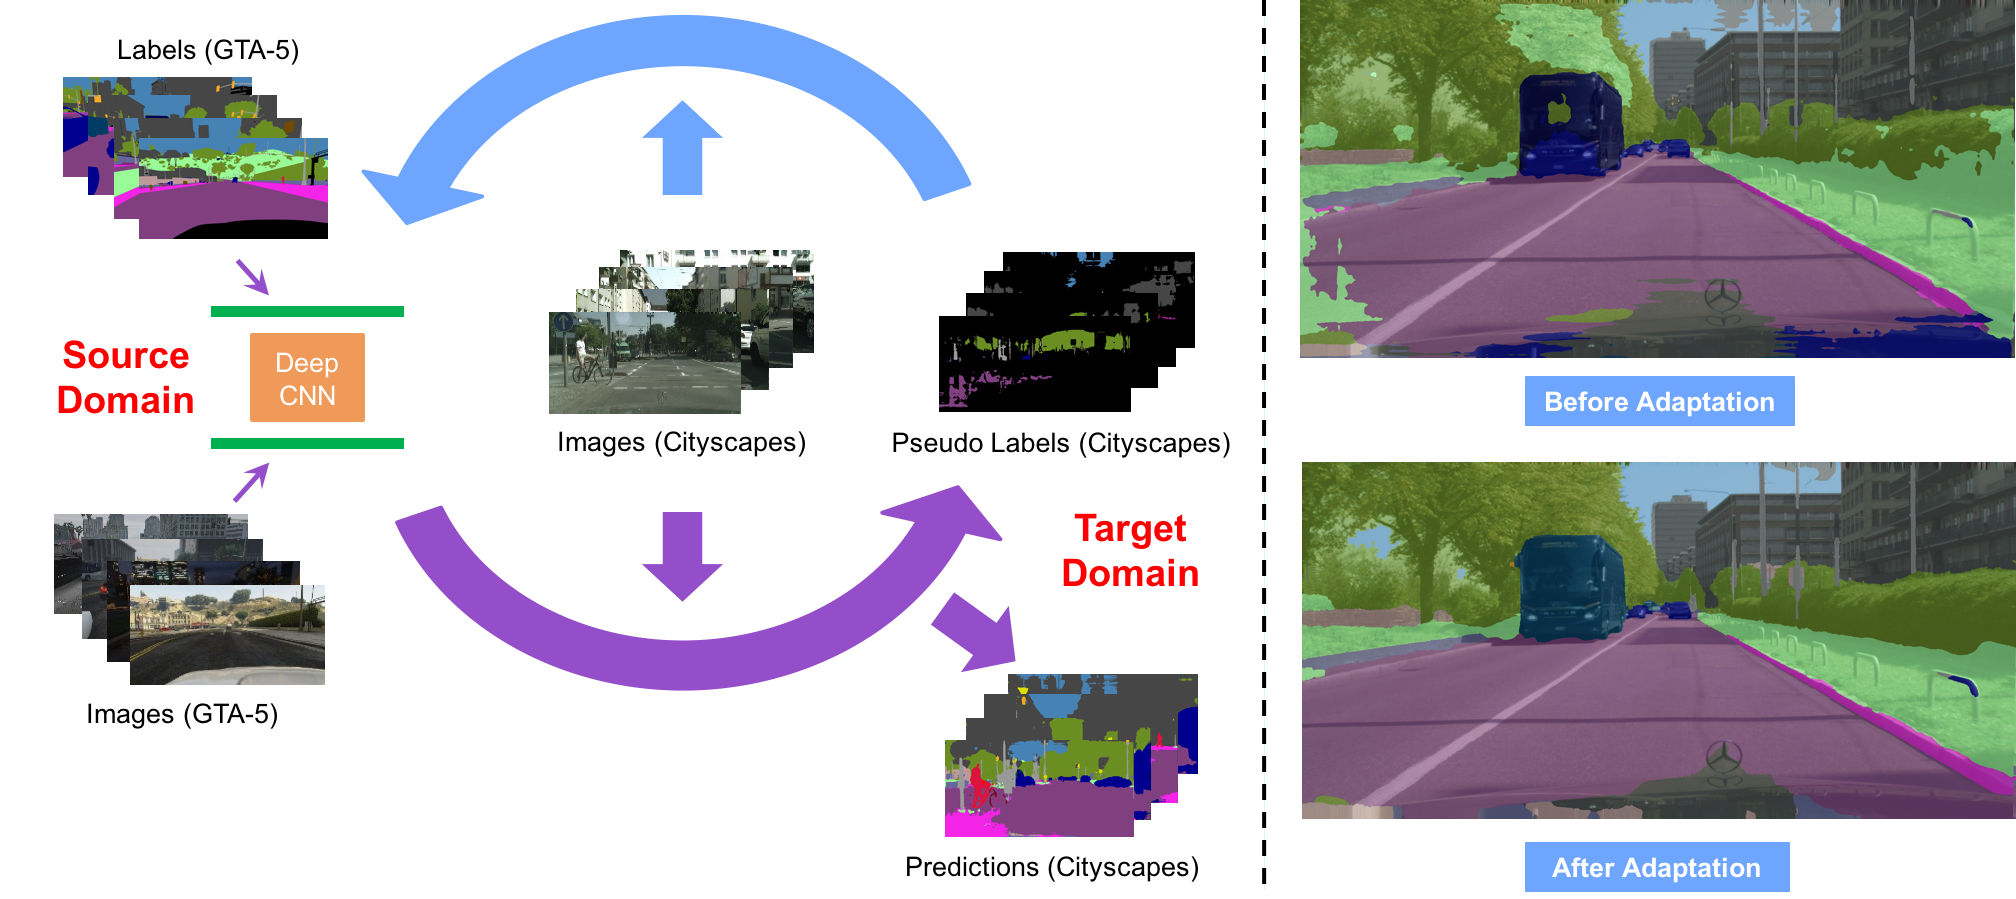 Labels (GTA-5)
Source
Domain
Deep
CNN
Images (GTA-5)
Images (Cityscapes)
Pseudo Labels (Cityscapes)
Target
Domain
Predictions (Cityscapes)
Before Adaptation
After Adaptation